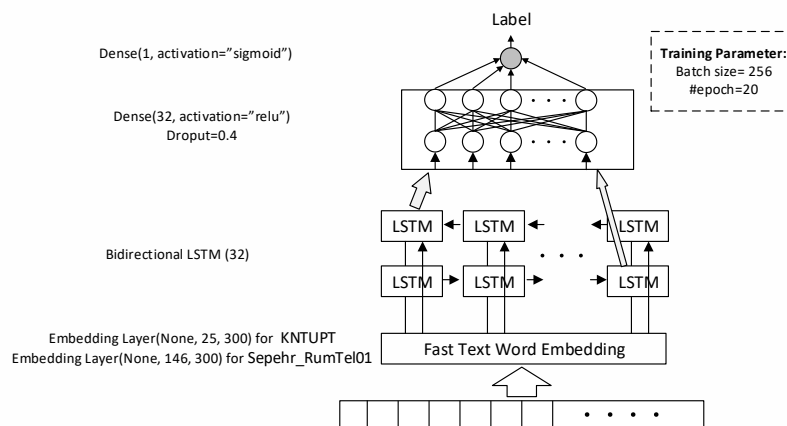 Label
Dense(1, activation=”sigmoid”)
Training Parameter:
Batch size= 256
#epoch=20
Dense(32, activation=”relu”)
Droput=0.4
LSTM LSTM LSTM
Bidirectional LSTM (32)
LSTM LSTM LSTM
Embedding Layer(None, 25, 300) for KNTUPT
Embedding Layer(None, 146, 300) for Sepehr_RumTel01
Fast Text Word Embedding